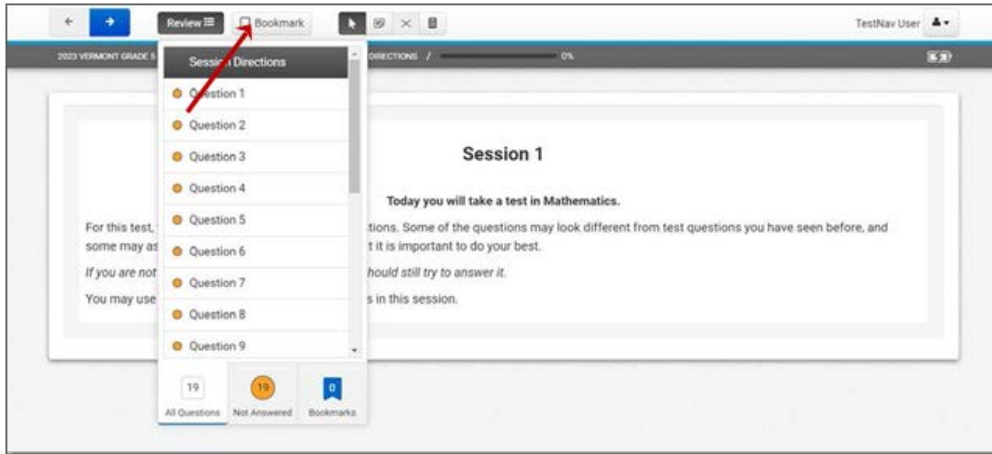 Review
Bookmark
TestNav User
2023 VERMONT GRADE 5
DIRECTIONS / 0%
Session Directions
Question 1
Question 2
Question 3
Question 4
Question 5
Question 6
Question 7
Question 8
Question 9
19
All Questions
19
Not Answered
0
Bookmarks
Session 1
Today you will take a test in Mathematics.
For this test, tions. Some of the questions may look different from test questions you have seen before, and
some may as t it is important to do your best.
If you are not hould still try to answer it.
You may use s in this session.